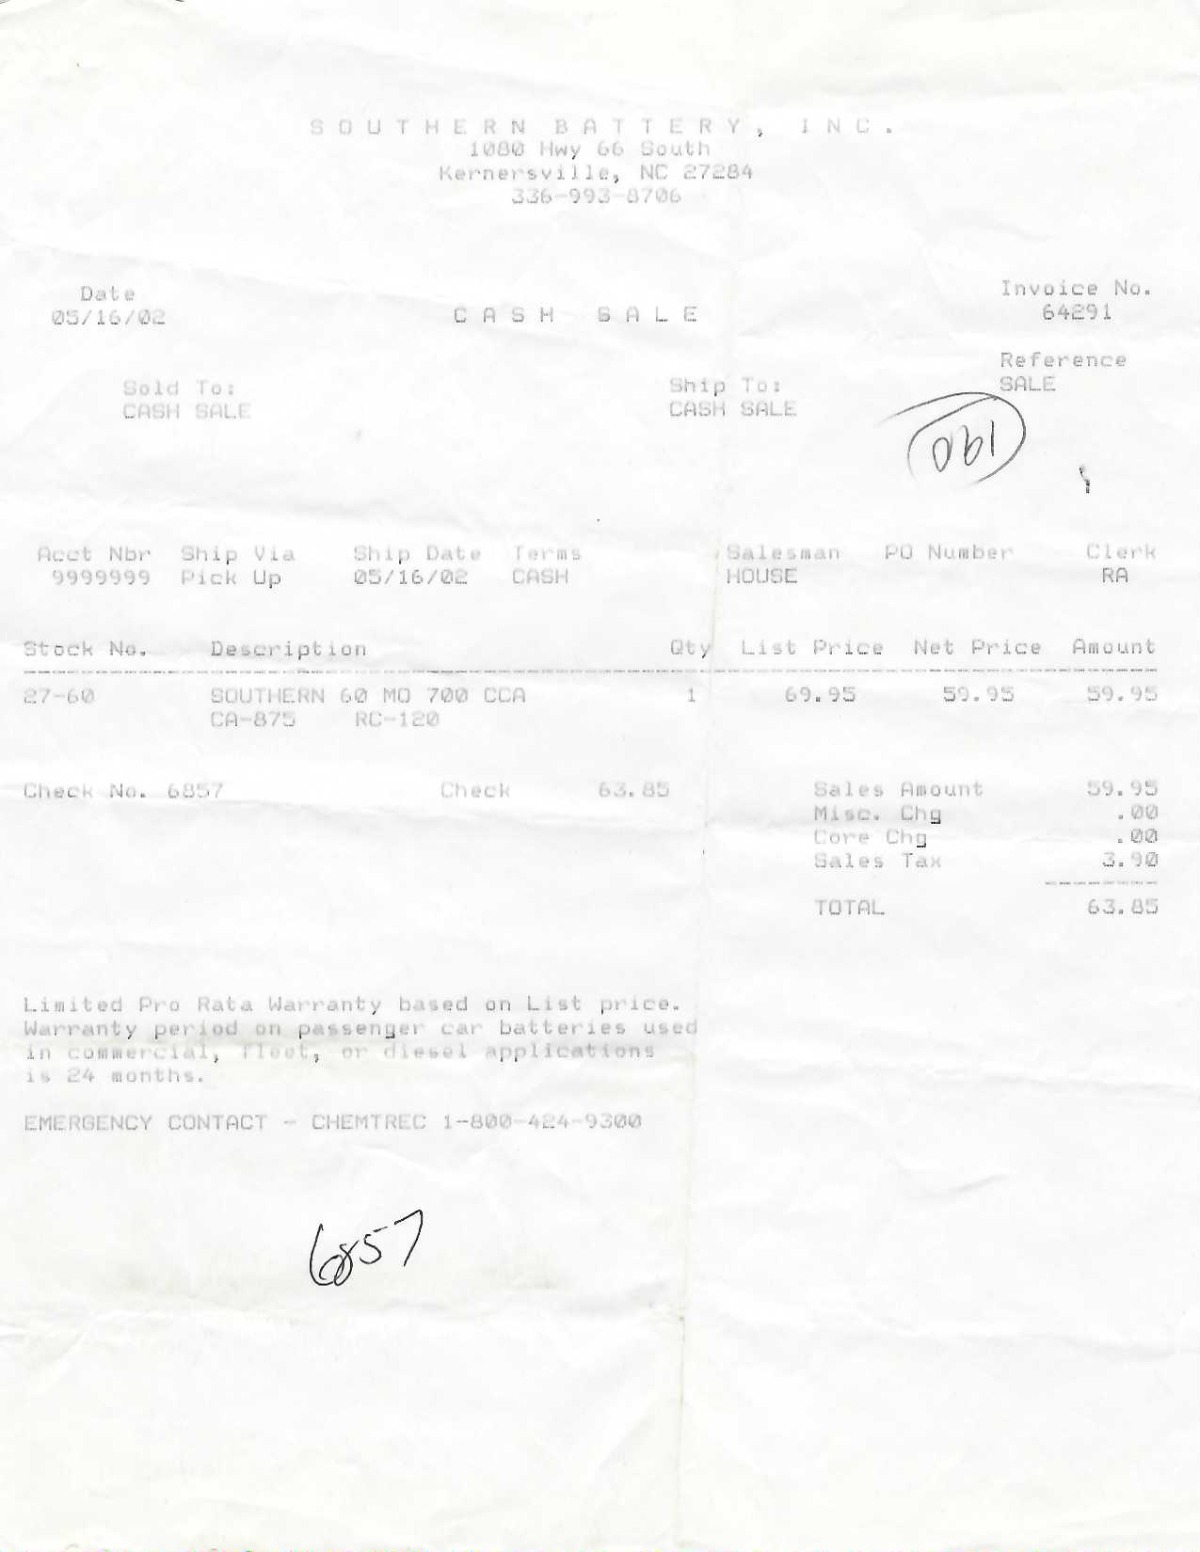 SOUTHERN BATTERY, INC.
1080 Hwy 66 South
Kernersville, NC 27284
336-993-8706
Date
05/16/02
CASH SALE
Invoice No.
64291
Reference
SALE
Sold To:
CASH SALE
Ship To:
CASH SALE
Acct Nbr Ship Via Ship Date Terms Salesman PO Number Clerk
9999999 Pick Up 05/16/02 CASH HOUSE RA
Stock No. Description Qty List Price Net Price Amount
27-60 SOUTHERN 60 MO 700 CCA 1 69.95 59.95 59.95
CA-875 RC-120
Check No. 6857 Check 63.85 Sales Amount 59.95
Misc. Chg .00
Core Chg .00
Sales Tax 3.90
TOTAL 63.85
Limited Pro Rata Warranty based on List price.
Warranty period on passenger car batteries used
in commercial, fleet, or diesel applications
is 24 months.
EMERGENCY CONTACT - CHEMTREC 1-800-424-9300
6857